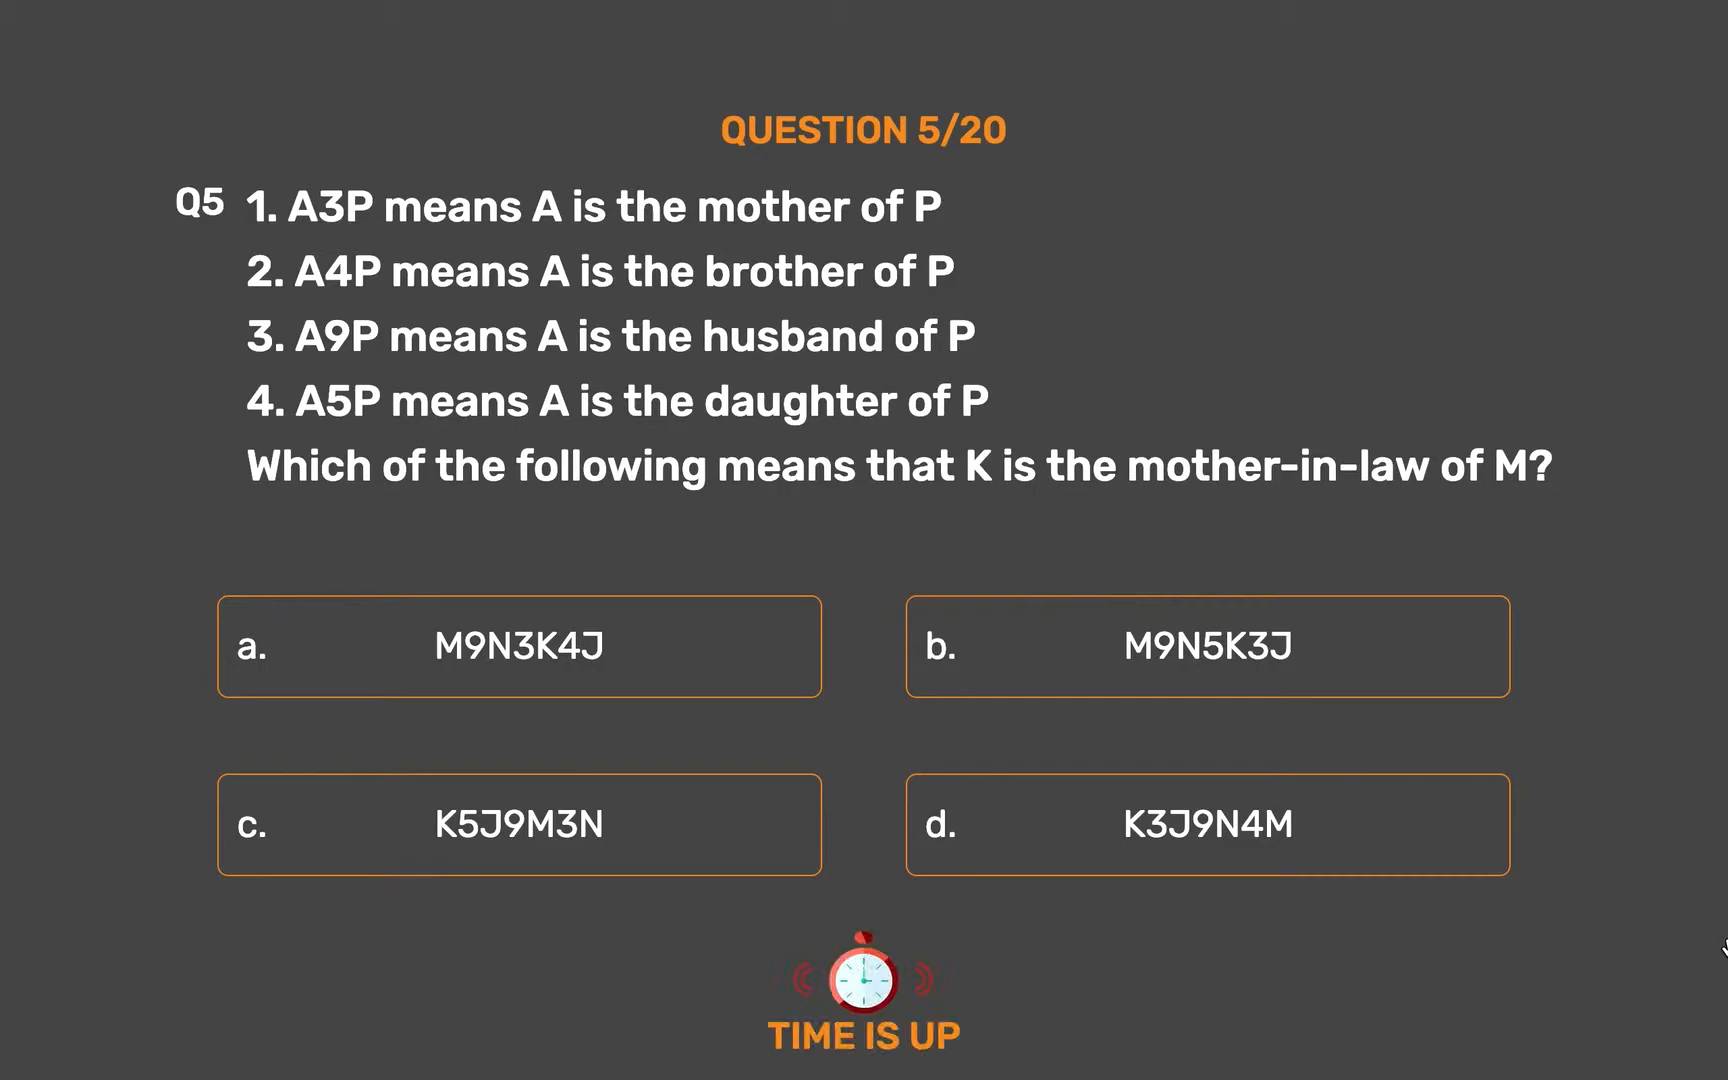 QUESTION 5/20
Q5 1. A3P means A is the mother of P
2. A4P means A is the brother of P
3. A9P means A is the husband of P
4. A5P means A is the daughter of P
Which of the following means that K is the mother-in-law of M?
a. M9N3K4J
b. M9N5K3J
c. K5J9M3N
d. K3J9N4M
TIME IS UP